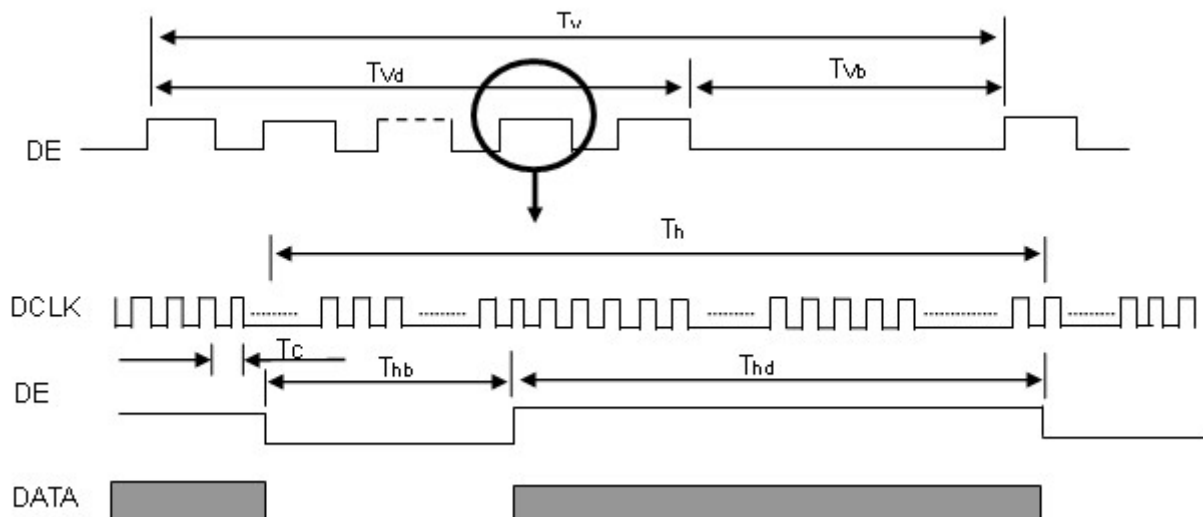 Tv
Tvd
Tvb
DE
Th
DCLK
Tc
Thb
Thd
DE
DATA